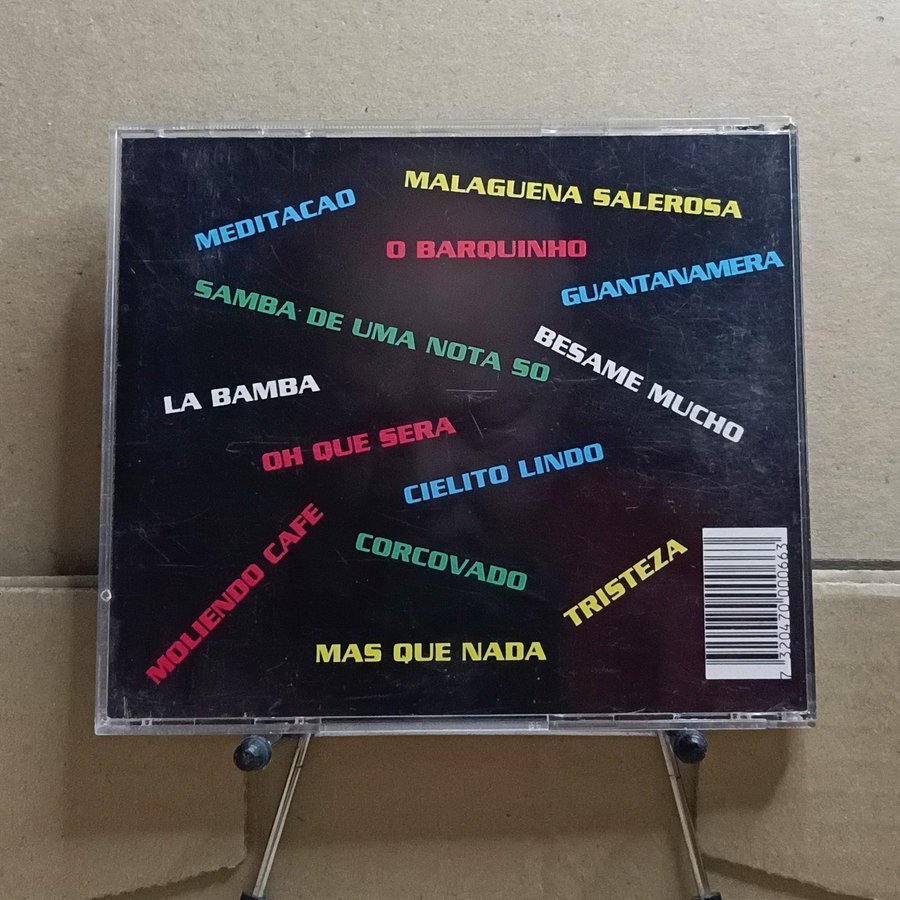 MALAGUENA SALEROSA
MEDITACAO
O BARQUINHO
GUANTANAMERA
SAMBA DE UMA NOTA SO
BESAME MUCHO
LA BAMBA
OH QUE SERA
CIELITO LINDO
MOLIENDO CAFE
CORCOVADO
TRISTEZA
MAS QUE NADA
7 320470 000663